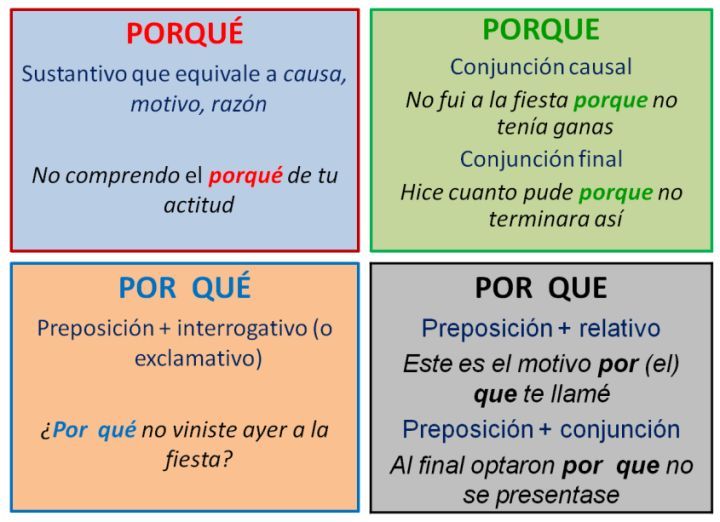 PORQUÉ
Sustantivo que equivale a causa,
motivo, razón
No comprendo el porqué de tu
actitud
PORQUE
Conjunción causal
No fui a la fiesta porque no
tenía ganas
Conjunción final
Hice cuanto pude porque no
terminara así
POR QUÉ
Preposición + interrogativo (o
exclamativo)
¿Por qué no viniste ayer a la
fiesta?
POR QUE
Preposición + relativo
Este es el motivo por (el)
que te llamé
Preposición + conjunción
Al final optaron por que no
se presentase